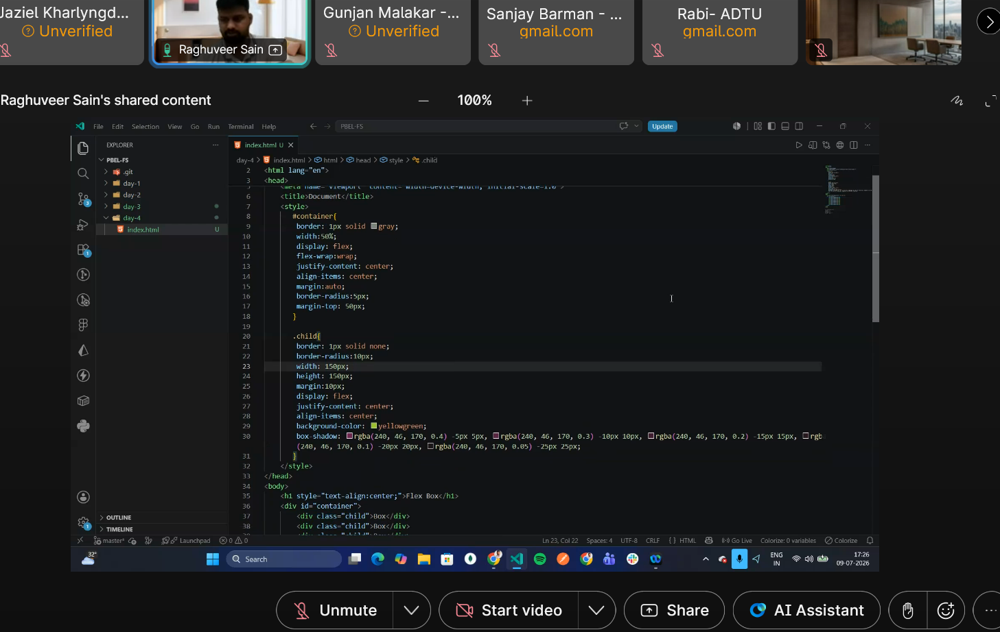 Jaziel Kharlyngd...
Unverified
Raghuveer Sain
Gunjan Malakar -...
Unverified
Sanjay Barman - ...
gmail.com
Rabi- ADTU
gmail.com
Raghuveer Sain's shared content
100%
File Edit Selection View Go Run Terminal Help
PBEL-FS
Update
EXPLORER
index.html U
PBEL-FS
.git
day-1
day-2
day-3
day-4
index.html U
OUTLINE
TIMELINE
day-4 > index.html > html > head > style > .child
2 <html lang="en">
3 <head>
5 <meta name="viewport" content="width=device-width, initial-scale=1.0">
6 <title>Document</title>
7 <style>
8 #container{
9 border: 1px solid gray;
10 width:50%;
11 display: flex;
12 flex-wrap:wrap;
13 justify-content: center;
14 align-items: center;
15 margin:auto;
16 border-radius:5px;
17 margin-top: 50px;
18 }
19
20 .child{
21 border: 1px solid none;
22 border-radius:10px;
23 width: 150px;
24 height: 150px;
25 margin:10px;
26 display: flex;
27 justify-content: center;
28 align-items: center;
29 background-color: yellowgreen;
30 box-shadow: rgba(240, 46, 170, 0.4) -5px 5px, rgba(240, 46, 170, 0.3) -10px 10px, rgba(240, 46, 170, 0.2) -15px 15px, rgb
(240, 46, 170, 0.1) -20px 20px, rgba(240, 46, 170, 0.05) -25px 25px;
31 }
32 </style>
33 </head>
34 <body>
35 <h1 style="text-align:center;">Flex Box</h1>
36 <div id="container">
37 <div class="child">Box</div>
38 <div class="child">Box</div>
master* Launchpad 0 0
Ln 23, Col 22 Spaces: 4 UTF-8 CRLF {} HTML Go Live Colorize: 0 variables Colorize
32°
Search
ENG
IN
17:26
09-07-2026
Unmute
Start video
Share
AI Assistant